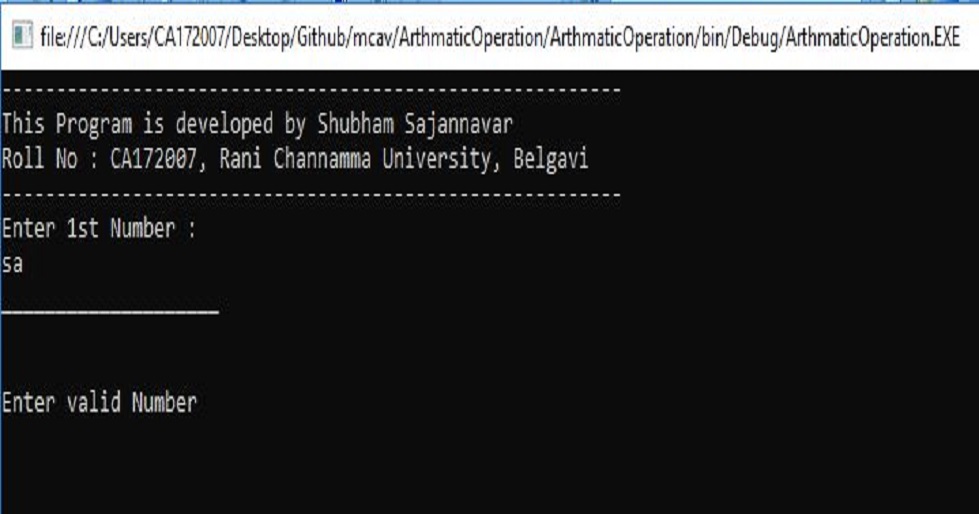 file:///C:/Users/CA172007/Desktop/Github/mcav/ArthmaticOperation/ArthmaticOperation/bin/Debug/ArthmaticOperation.EXE
---------------------------------------------------------
This Program is developed by Shubham Sajannavar
Roll No : CA172007, Rani Channamma University, Belgavi
---------------------------------------------------------
Enter 1st Number :
sa
____________________
Enter valid Number